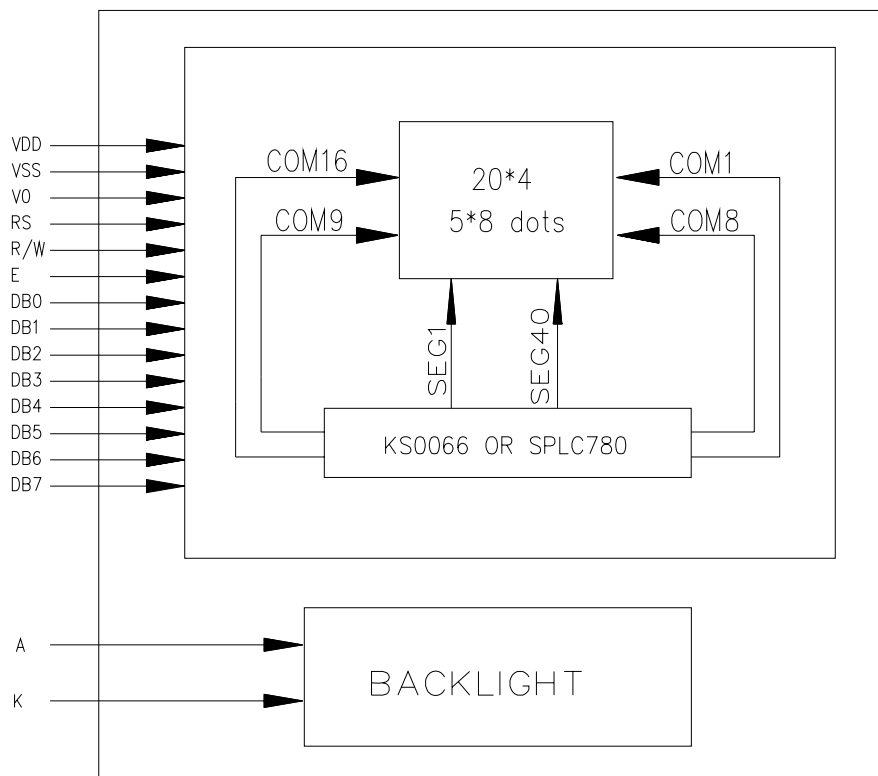 VDD
VSS
V0
RS
R/W
E
DB0
DB1
DB2
DB3
DB4
DB5
DB6
DB7
COM16
COM9
20*4
5*8 dots
COM1
COM8
SEG1
SEG40
KS0066 OR SPLC780
A
K
BACKLIGHT